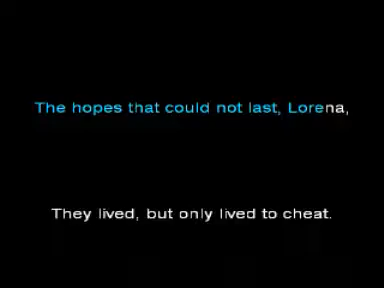 The hopes that could not last, Lorena,
They lived, but only lived to cheat.